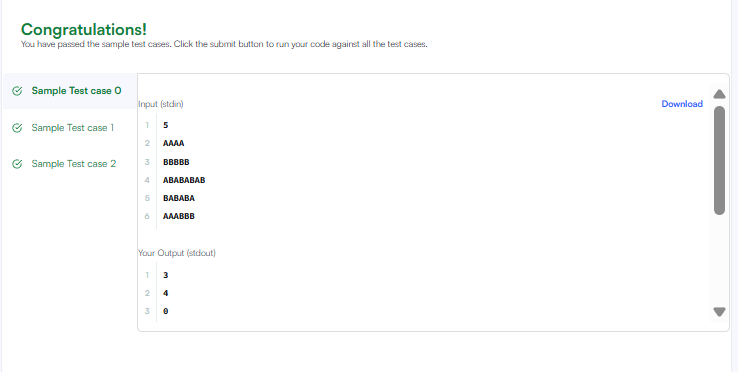 Congratulations!
You have passed the sample test cases. Click the submit button to run your code against all the test cases.
Sample Test case 0
Sample Test case 1
Sample Test case 2
Input (stdin)
Download
1 5
2 AAAA
3 BBBBB
4 ABABABAB
5 BABABA
6 AAABBB
Your Output (stdout)
1 3
2 4
3 0